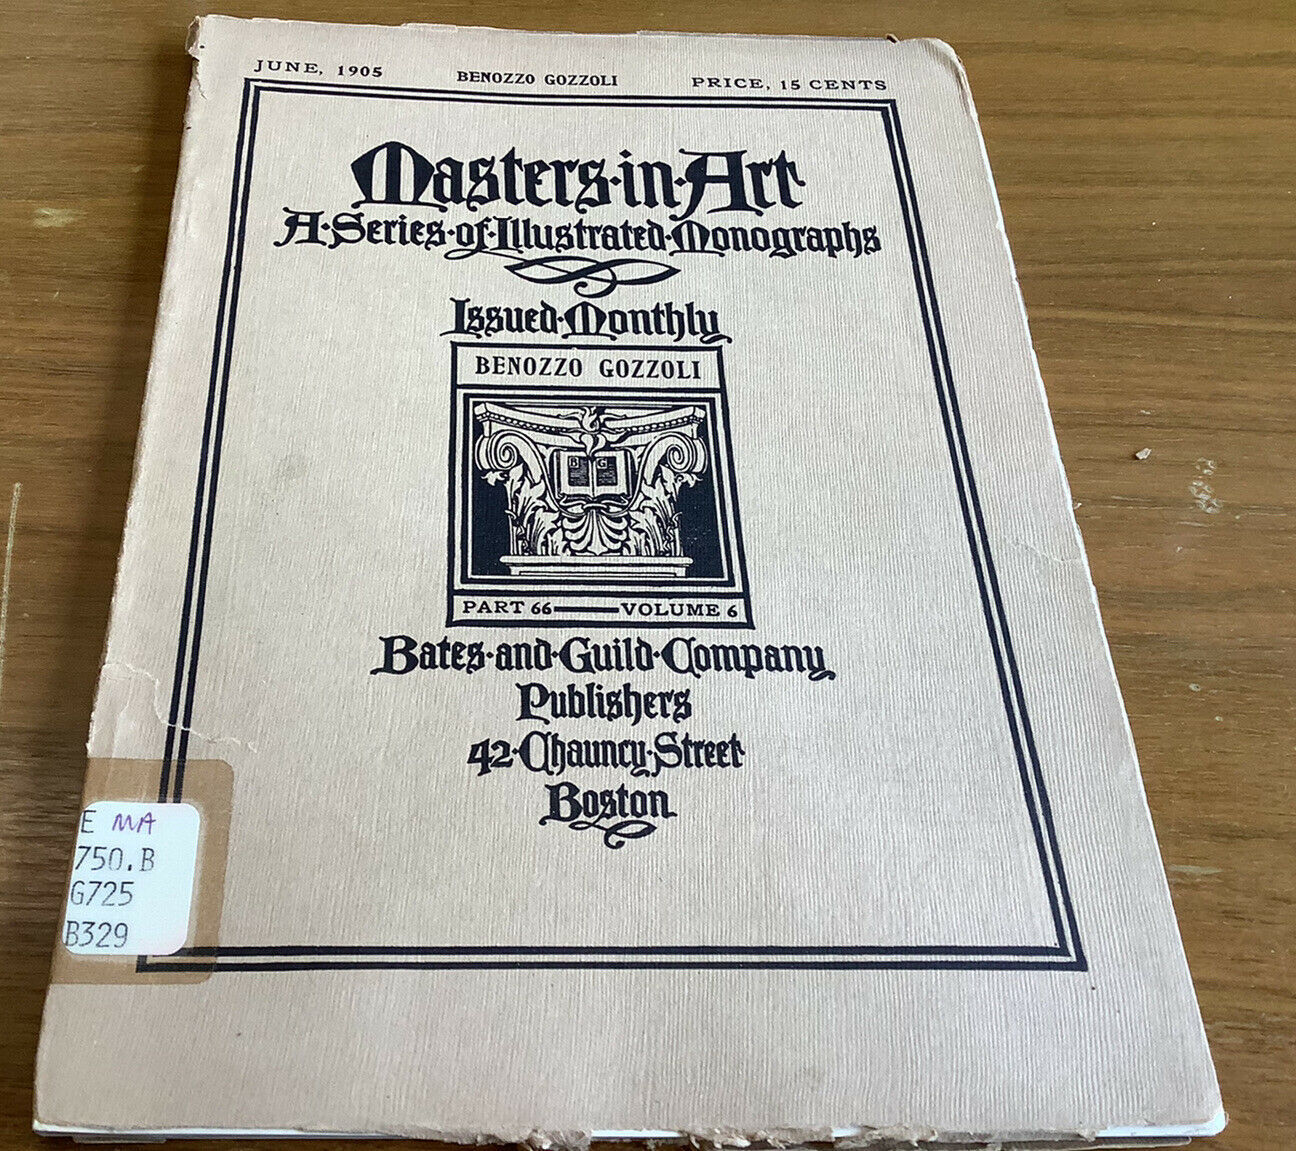 JUNE, 1905 BENOZZO GOZZOLI PRICE, 15 CENTS
Masters·in·Art
A·Series·of·Illustrated·Monographs
Issued·Monthly
BENOZZO GOZZOLI
B G
PART 66 — VOLUME 6
Bates·and·Guild·Company
Publishers
42·Chauncy·Street
Boston
E MA
750.B
G725
B329